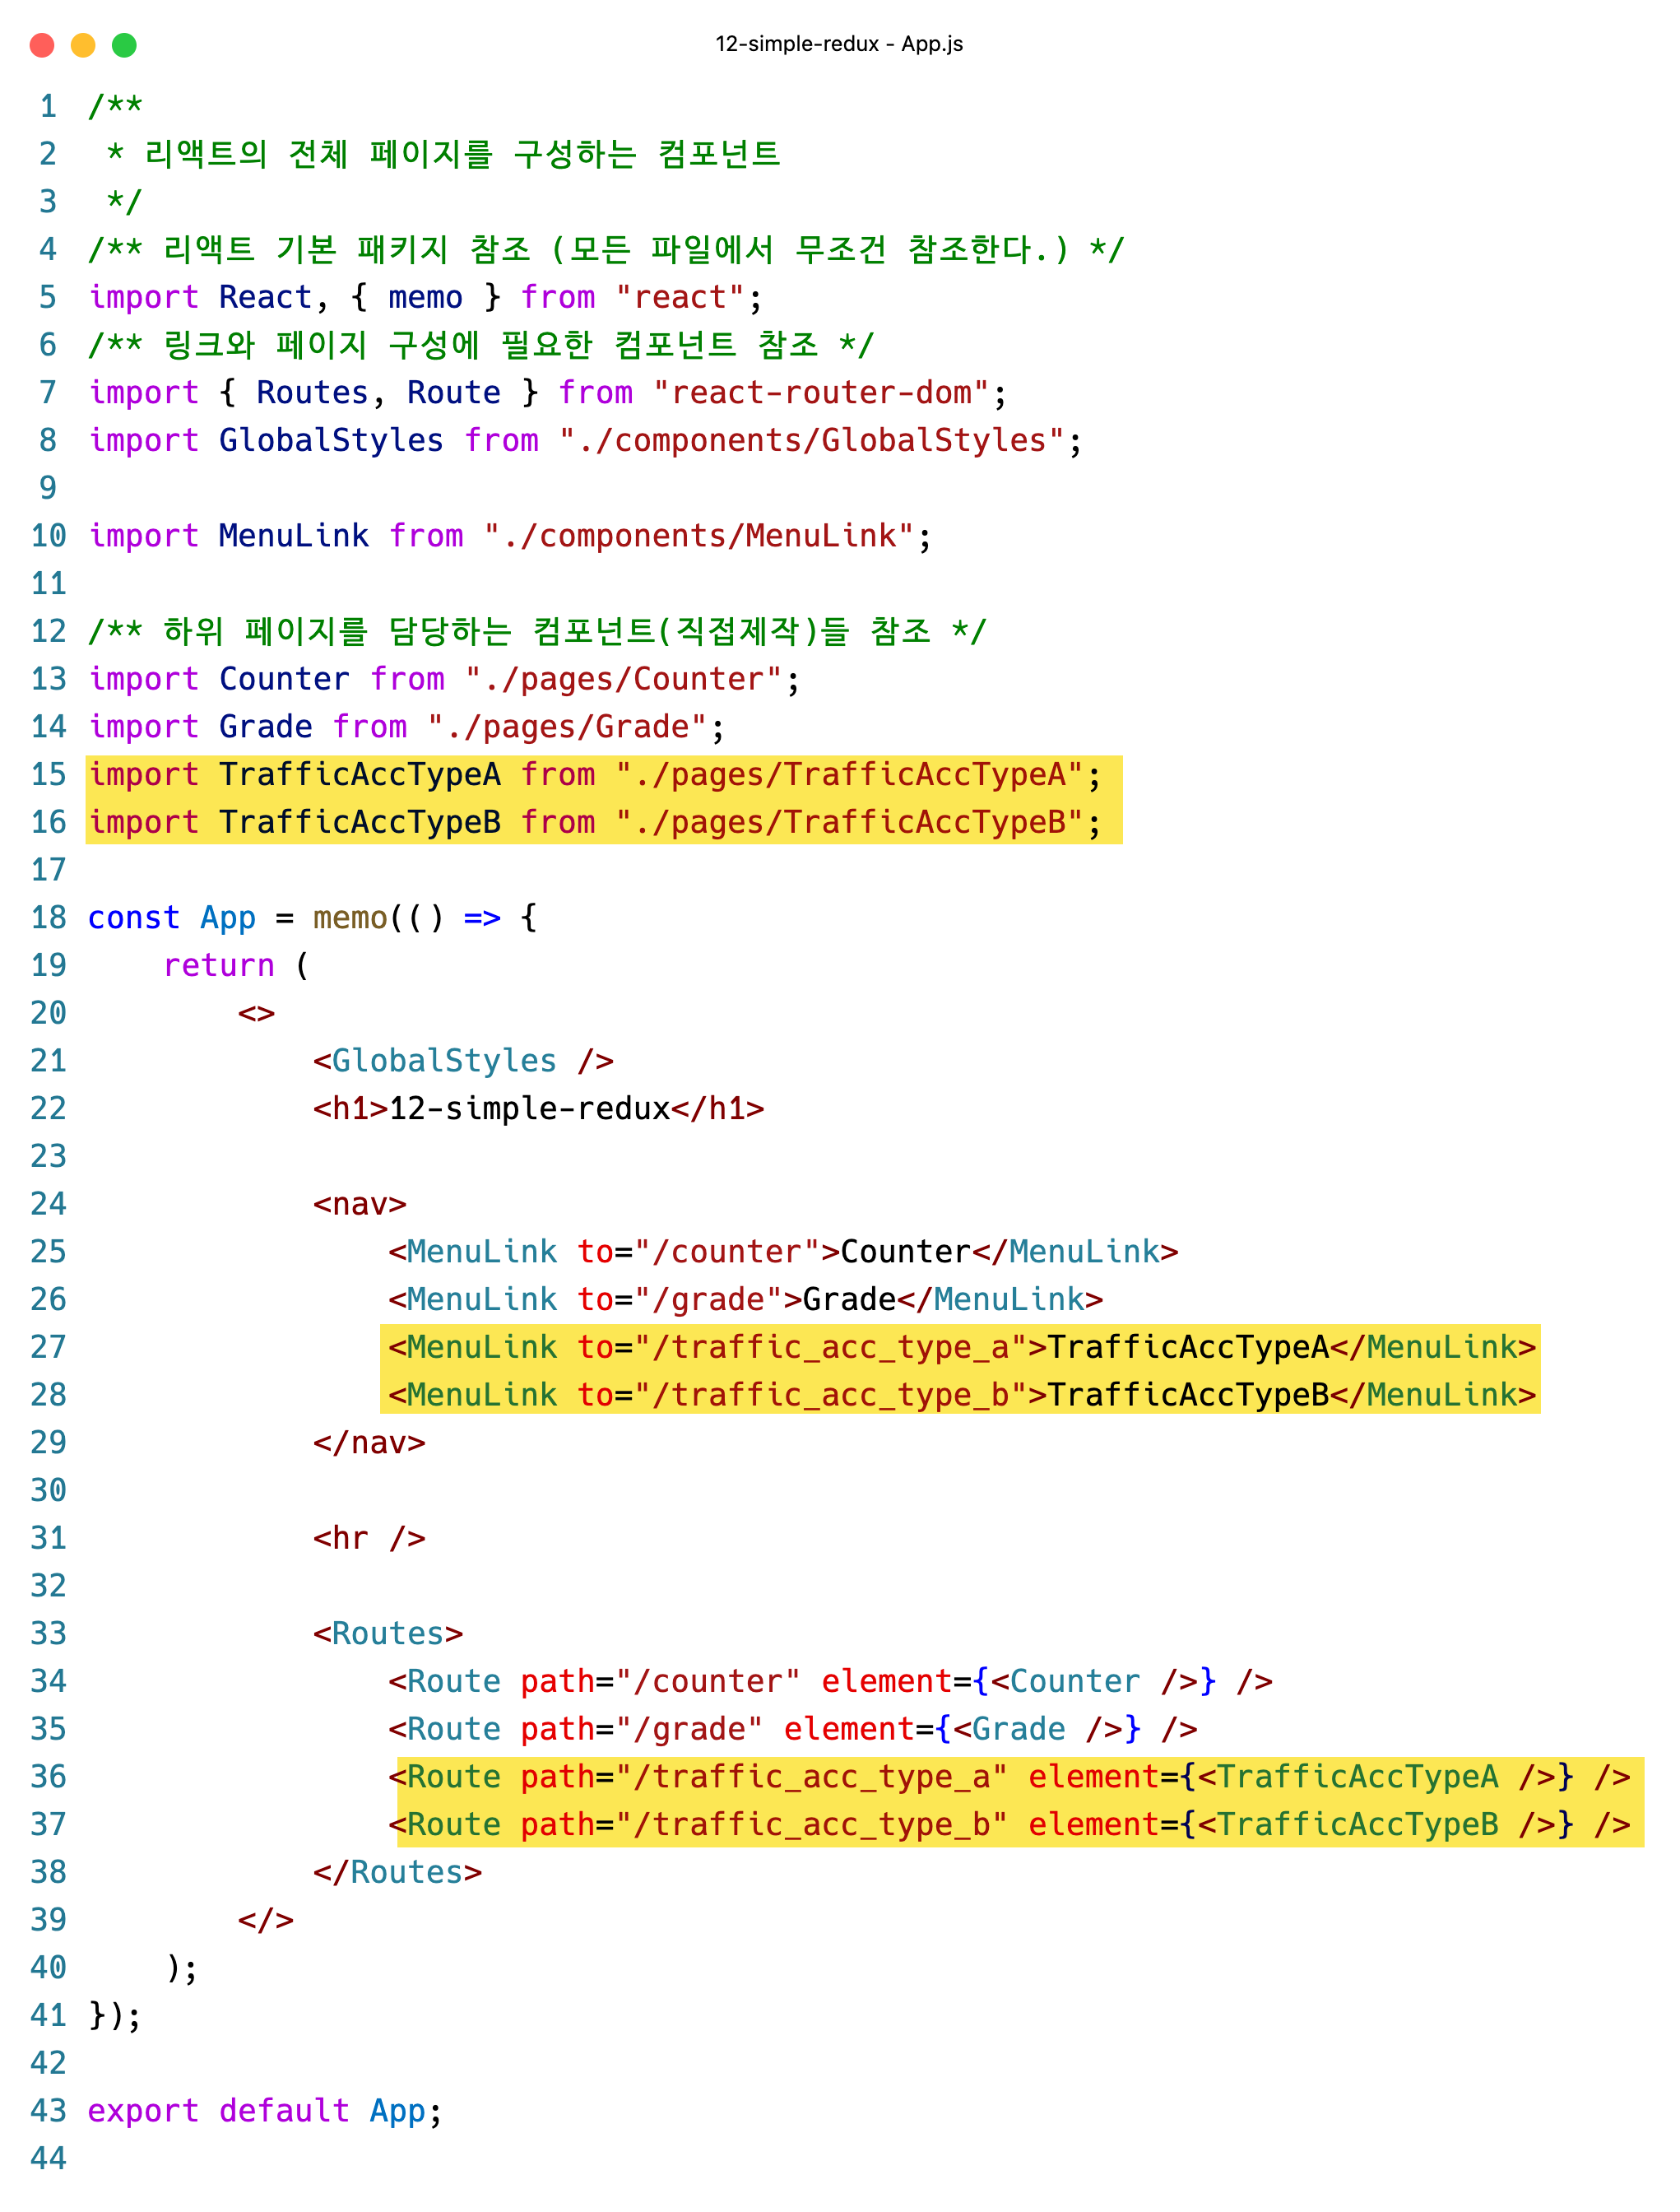 12-simple-redux - App.js
1 /**
2  * 리액트의 전체 페이지를 구성하는 컴포넌트
3  */
4 /** 리액트 기본 패키지 참조 (모든 파일에서 무조건 참조한다.) */
5 import React, { memo } from "react";
6 /** 링크와 페이지 구성에 필요한 컴포넌트 참조 */
7 import { Routes, Route } from "react-router-dom";
8 import GlobalStyles from "./components/GlobalStyles";
9
10 import MenuLink from "./components/MenuLink";
11
12 /** 하위 페이지를 담당하는 컴포넌트(직접제작)들 참조 */
13 import Counter from "./pages/Counter";
14 import Grade from "./pages/Grade";
15 import TrafficAccTypeA from "./pages/TrafficAccTypeA";
16 import TrafficAccTypeB from "./pages/TrafficAccTypeB";
17
18 const App = memo(() => {
19     return (
20         <>
21             <GlobalStyles />
22             <h1>12-simple-redux</h1>
23
24             <nav>
25                 <MenuLink to="/counter">Counter</MenuLink>
26                 <MenuLink to="/grade">Grade</MenuLink>
27                 <MenuLink to="/traffic_acc_type_a">TrafficAccTypeA</MenuLink>
28                 <MenuLink to="/traffic_acc_type_b">TrafficAccTypeB</MenuLink>
29             </nav>
30
31             <hr />
32
33             <Routes>
34                 <Route path="/counter" element={<Counter />} />
35                 <Route path="/grade" element={<Grade />} />
36                 <Route path="/traffic_acc_type_a" element={<TrafficAccTypeA />} />
37                 <Route path="/traffic_acc_type_b" element={<TrafficAccTypeB />} />
38             </Routes>
39         </>
40     );
41 });
42
43 export default App;
44